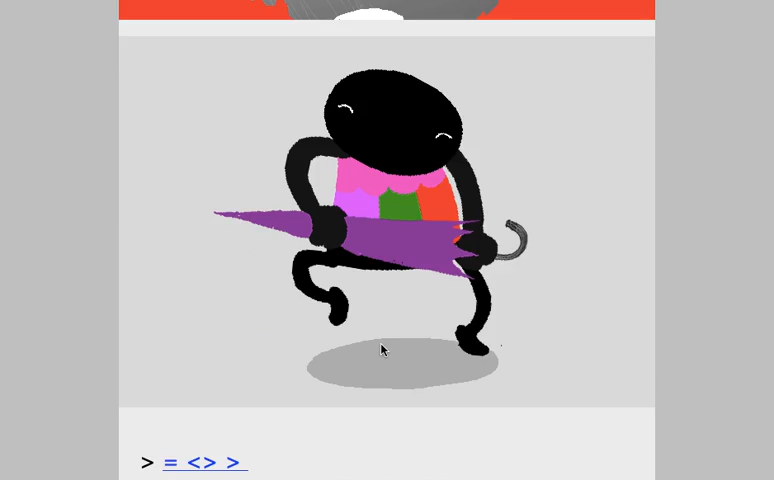 > = <> >